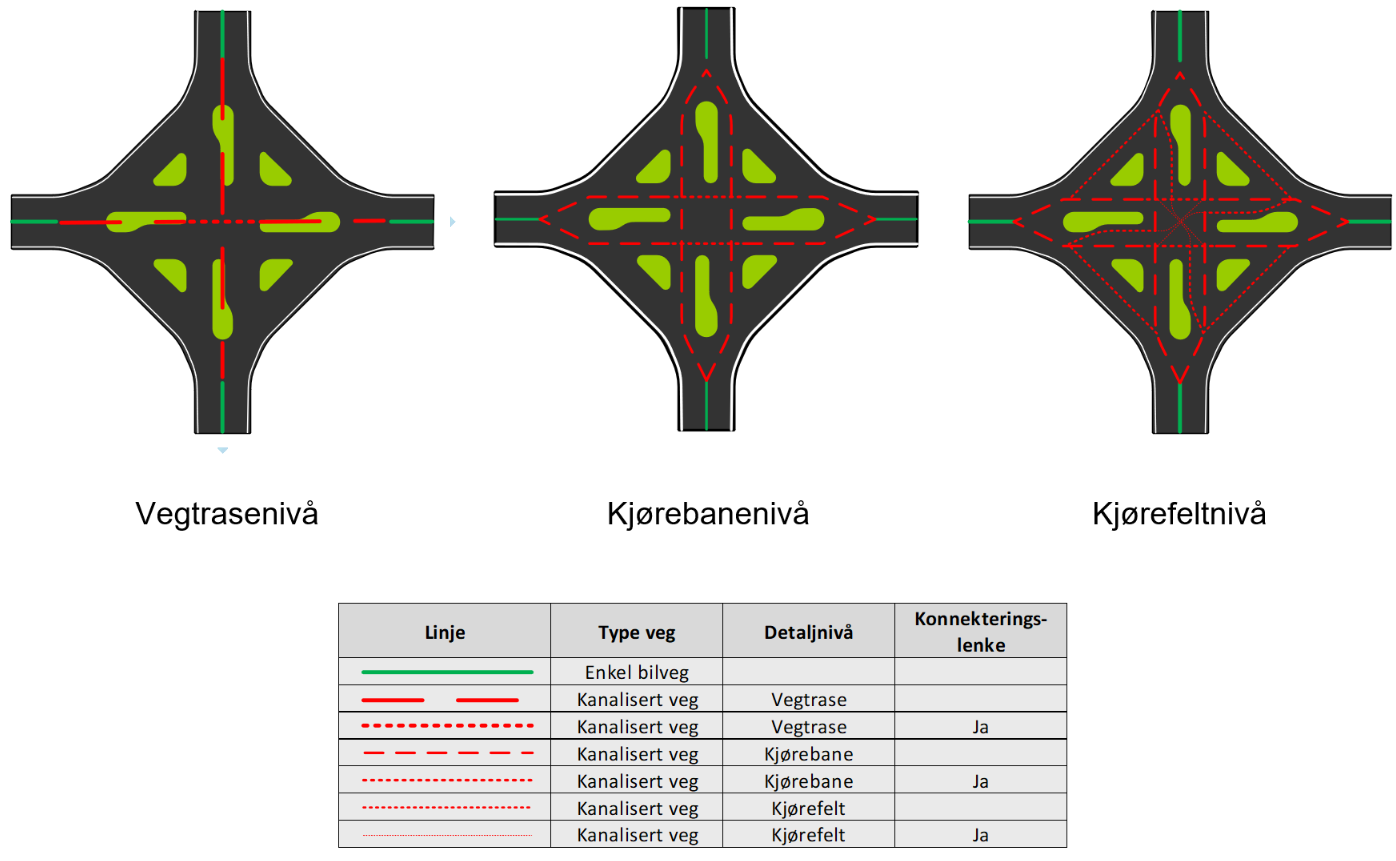 Vegtrasenivå Kjørebanenivå Kjørefeltnivå
Linje Type veg Detaljnivå Konnekterings-
lenke
Enkel bilveg
Kanalisert veg Vegtrase
Kanalisert veg Vegtrase Ja
Kanalisert veg Kjørebane
Kanalisert veg Kjørebane Ja
Kanalisert veg Kjørefelt
Kanalisert veg Kjørefelt Ja